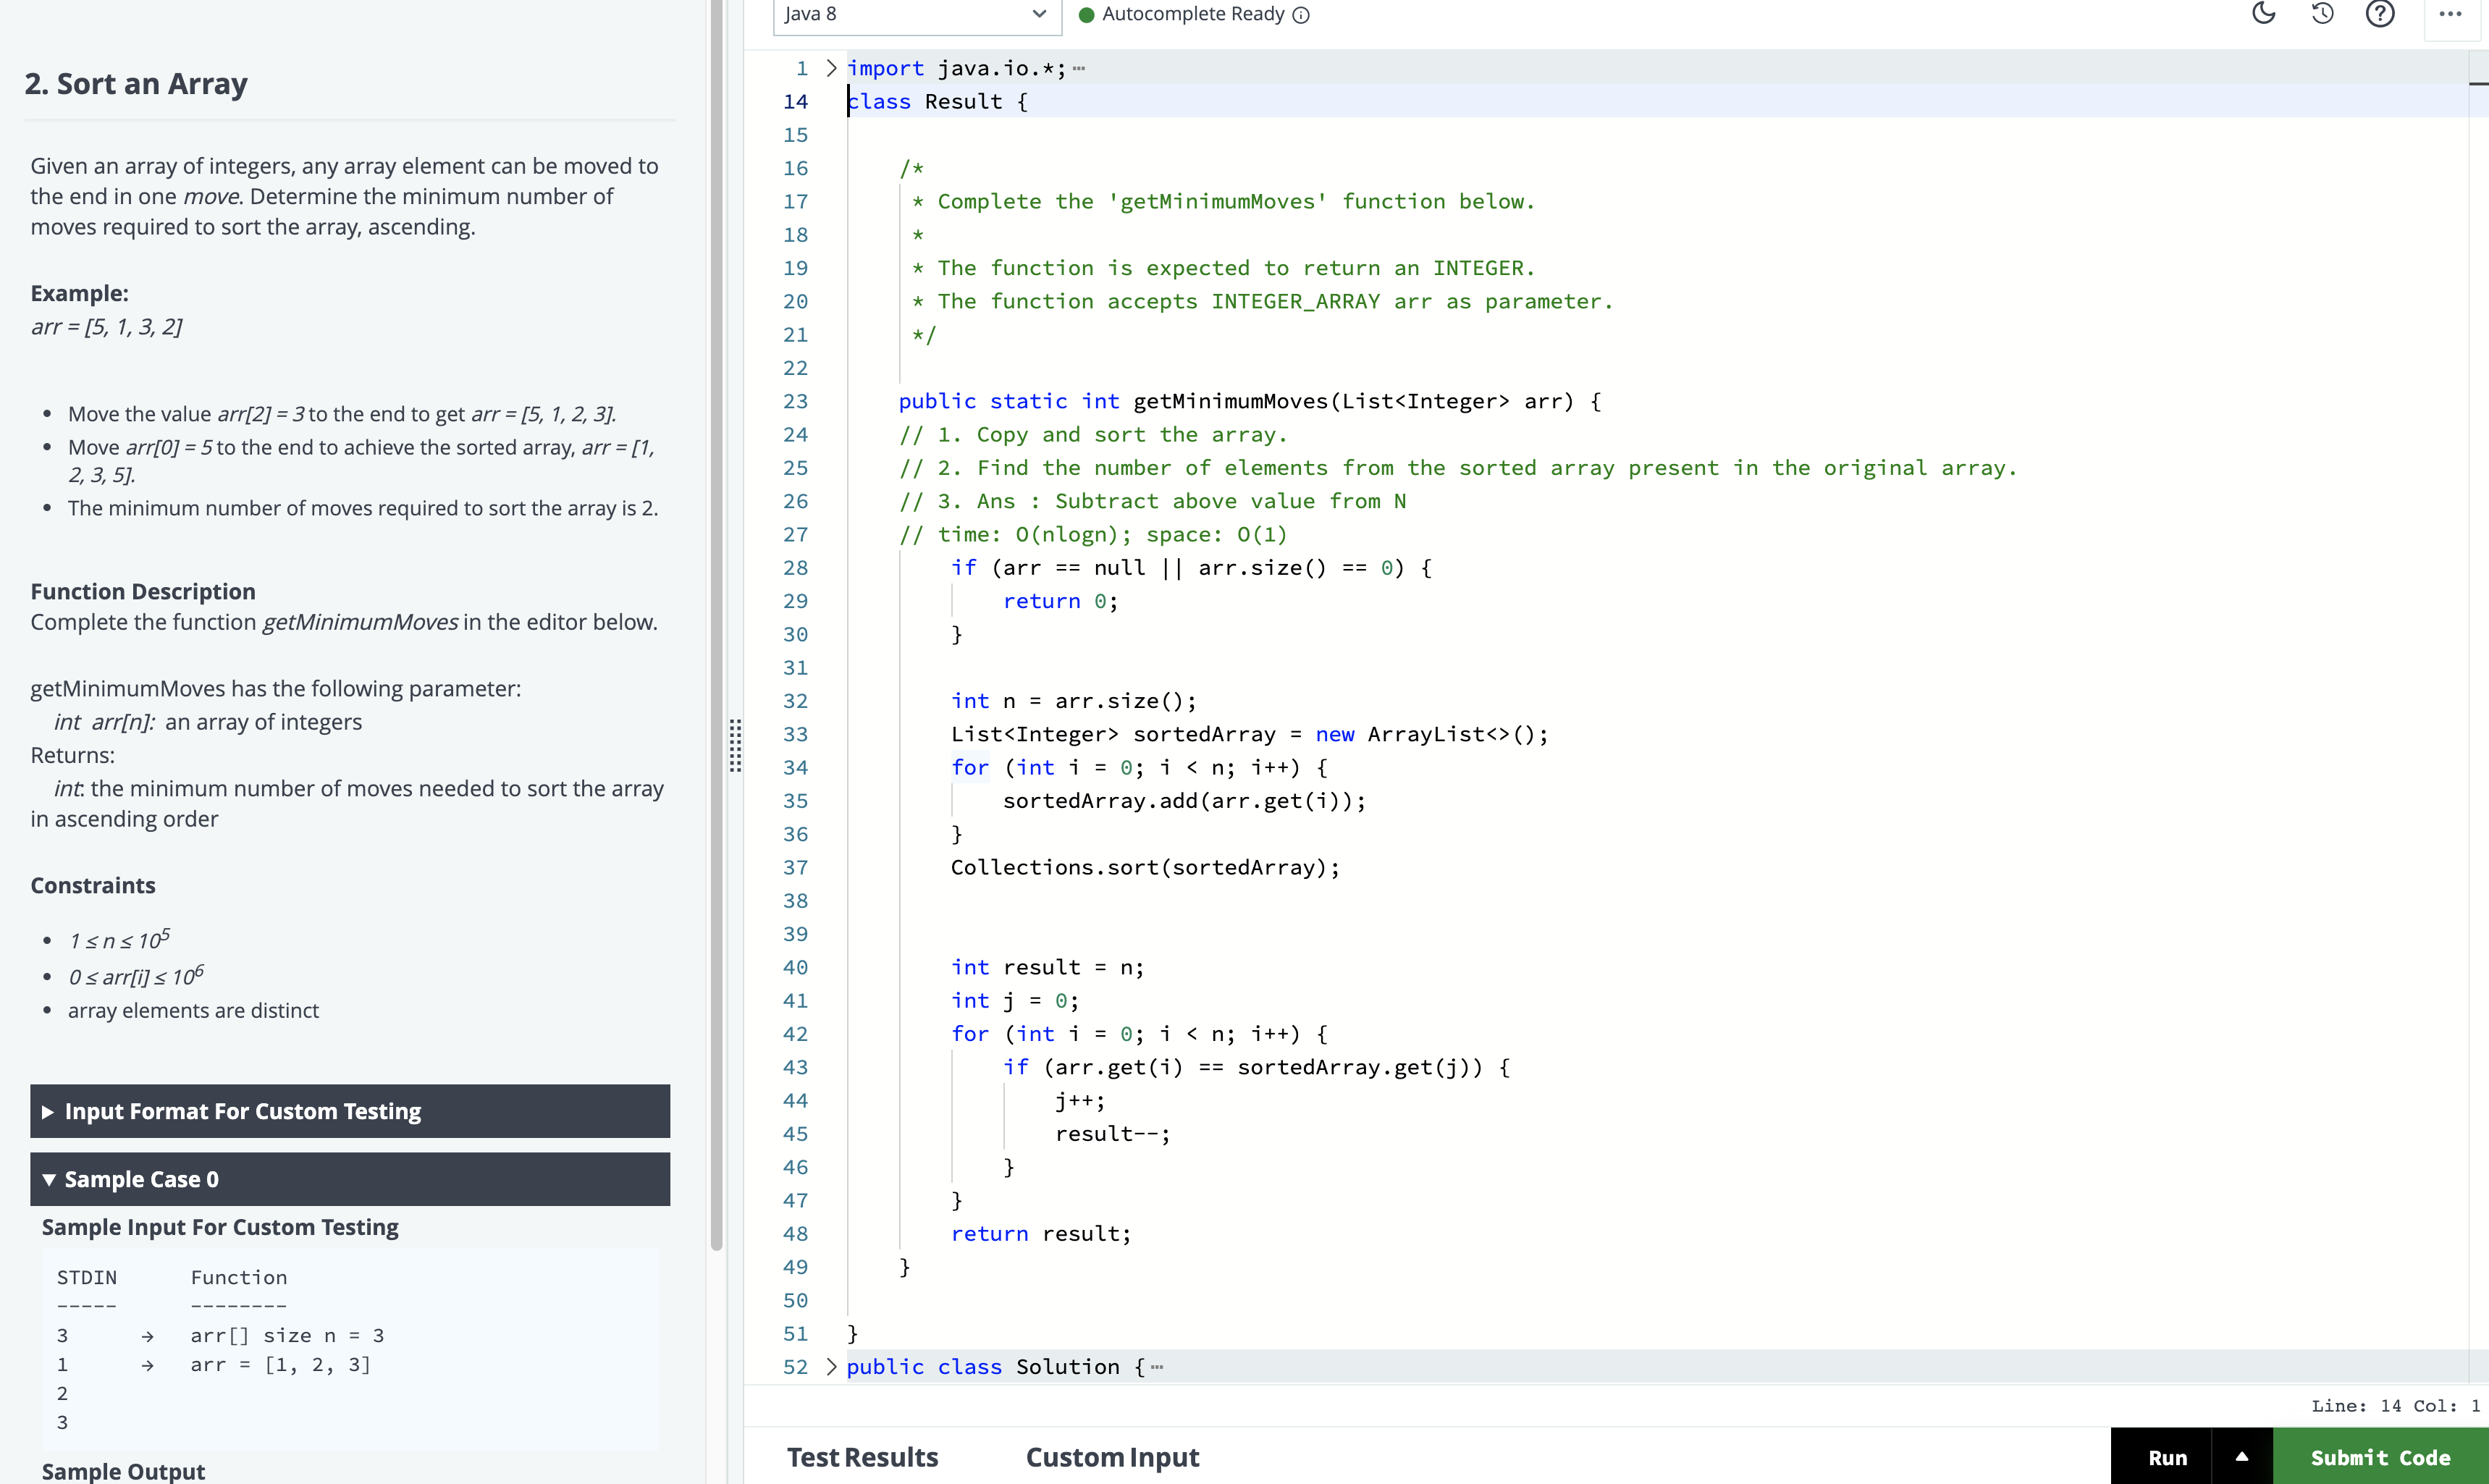 2. Sort an Array
Given an array of integers, any array element can be moved to
the end in one move. Determine the minimum number of
moves required to sort the array, ascending.
Example:
arr = [5, 1, 3, 2]
• Move the value arr[2] = 3 to the end to get arr = [5, 1, 2, 3].
• Move arr[0] = 5 to the end to achieve the sorted array, arr = [1,
2, 3, 5].
• The minimum number of moves required to sort the array is 2.
Function Description
Complete the function getMinimumMoves in the editor below.
getMinimumMoves has the following parameter:
int arr[n]: an array of integers
Returns:
int: the minimum number of moves needed to sort the array
in ascending order
Constraints
• 1 ≤ n ≤ 10^5
• 0 ≤ arr[i] ≤ 10^6
• array elements are distinct
▶ Input Format For Custom Testing
▼ Sample Case 0
Sample Input For Custom Testing
STDIN Function
----- --------
3 → arr[] size n = 3
1 → arr = [1, 2, 3]
2
3
Sample Output
Java 8
Autocomplete Ready
1 import java.io.*;
14 class Result {
15
16 /*
17 * Complete the 'getMinimumMoves' function below.
18 *
19 * The function is expected to return an INTEGER.
20 * The function accepts INTEGER_ARRAY arr as parameter.
21 */
22
23 public static int getMinimumMoves(List<Integer> arr) {
24 // 1. Copy and sort the array.
25 // 2. Find the number of elements from the sorted array present in the original array.
26 // 3. Ans : Subtract above value from N
27 // time: O(nlogn); space: O(1)
28 if (arr == null || arr.size() == 0) {
29 return 0;
30 }
31
32 int n = arr.size();
33 List<Integer> sortedArray = new ArrayList<>();
34 for (int i = 0; i < n; i++) {
35 sortedArray.add(arr.get(i));
36 }
37 Collections.sort(sortedArray);
38
39
40 int result = n;
41 int j = 0;
42 for (int i = 0; i < n; i++) {
43 if (arr.get(i) == sortedArray.get(j)) {
44 j++;
45 result--;
46 }
47 }
48 return result;
49 }
50
51 }
52 public class Solution {
Line: 14 Col: 1
Test Results Custom Input
Run Submit Code